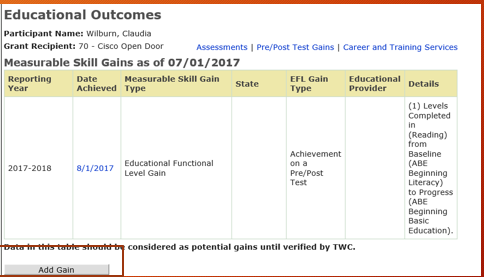 Educational Outcomes
Participant Name: Wilburn, Claudia
Grant Recipient: 70 - Cisco Open Door
Assessments | Pre/Post Test Gains | Career and Training Services
Measurable Skill Gains as of 07/01/2017
Reporting Year
Date Achieved
Measurable Skill Gain Type
State
EFL Gain Type
Educational Provider
Details
2017-2018
8/1/2017
Educational Functional
Level Gain
Achievement
on a
Pre/Post
Test
(1) Levels
Completed
in
(Reading)
from
Baseline
(ABE
Beginning
Literacy)
to Progress
(ABE
Beginning
Basic
Education).
Data in this table should be considered as potential gains until verified by TWC.
Add Gain